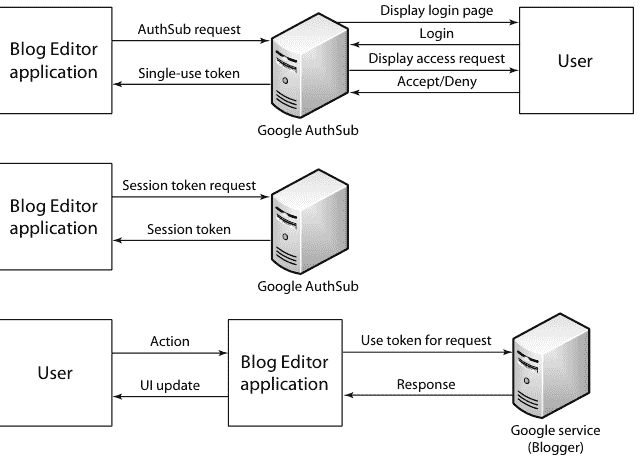 Display login page
AuthSub request
Login
Blog Editor
application
User
Display access request
Single-use token
Accept/Deny
Google AuthSub
Session token request
Blog Editor
application
Session token
Google AuthSub
Action
Use token for request
User
Blog Editor
application
UI update
Response
Google service
(Blogger)